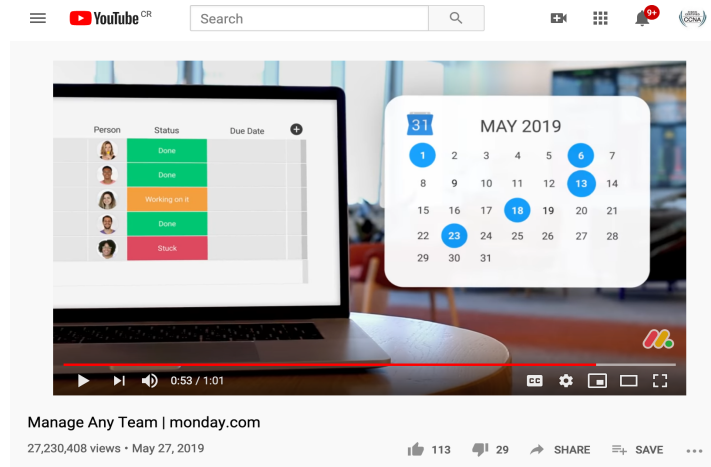 YouTube CR
Search
9+
CCNA
Person Status Due Date
Done
Done
Working on it
Done
Stuck
31
MAY 2019
1 2 3 4 5 6 7
8 9 10 11 12 13 14
15 16 17 18 19 20 21
22 23 24 25 26 27 28
29 30 31
0:53 / 1:01
CC
Manage Any Team | monday.com
27,230,408 views • May 27, 2019
113 29 SHARE SAVE